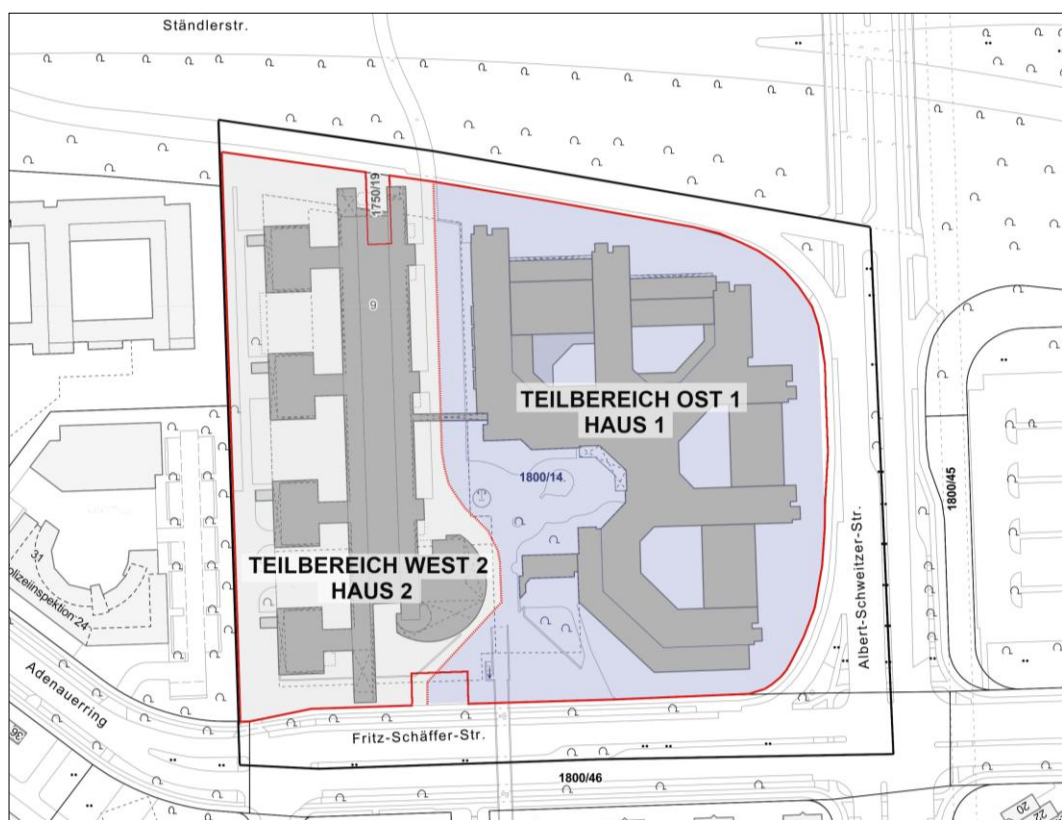 Ständlerstr.
1750/19
9
TEILBEREICH OST 1
HAUS 1
1800/14
1800/45
TEILBEREICH WEST 2
HAUS 2
31
olizeiinspektion 24
Albert-Schweitzer-Str.
Adenauerring
Fritz-Schäffer-Str.
36
1800/46
20
22